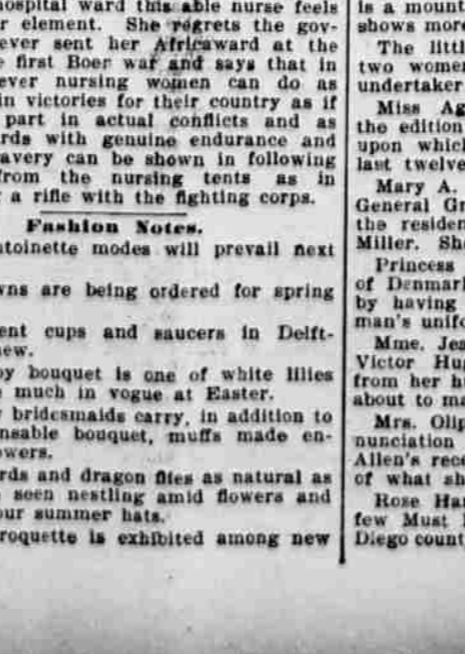 hospital ward this able nurse feels
r element. She regrets the gov-
ever sent her Africaward at the
e first Boer war and says that in
ever nursing women can do as
in victories for their country as if
part in actual conflicts and as
rds with genuine endurance and
avery can be shown in following
from the nursing tents as in
g a rifle with the fighting corps.
Fashion Notes.
ntoinette modes will prevail next
wns are being ordered for spring
ent cups and saucers in Delft-
new.
oy bouquet is one of white lilies
e much in vogue at Easter.
r bridesmaids carry, in addition to
ensable bouquet, muffs made en-
owers.
rds and dragon flies as natural as
n seen nestling amid flowers and
our summer hats.
roquette is exhibited among new
is a mount
shows more
The littl
two women
undertaker
Miss Ag
the edition
upon which
last twelve
Mary A.
General Gr
the residen
Miller. She
Princess
of Denmark
by having
man's unifo
Mme. Jea
Victor Hug
from her h
about to ma
Mrs. Olip
nunciation
Allen's rece
of what sh
Rose Har
few Must
Diego count